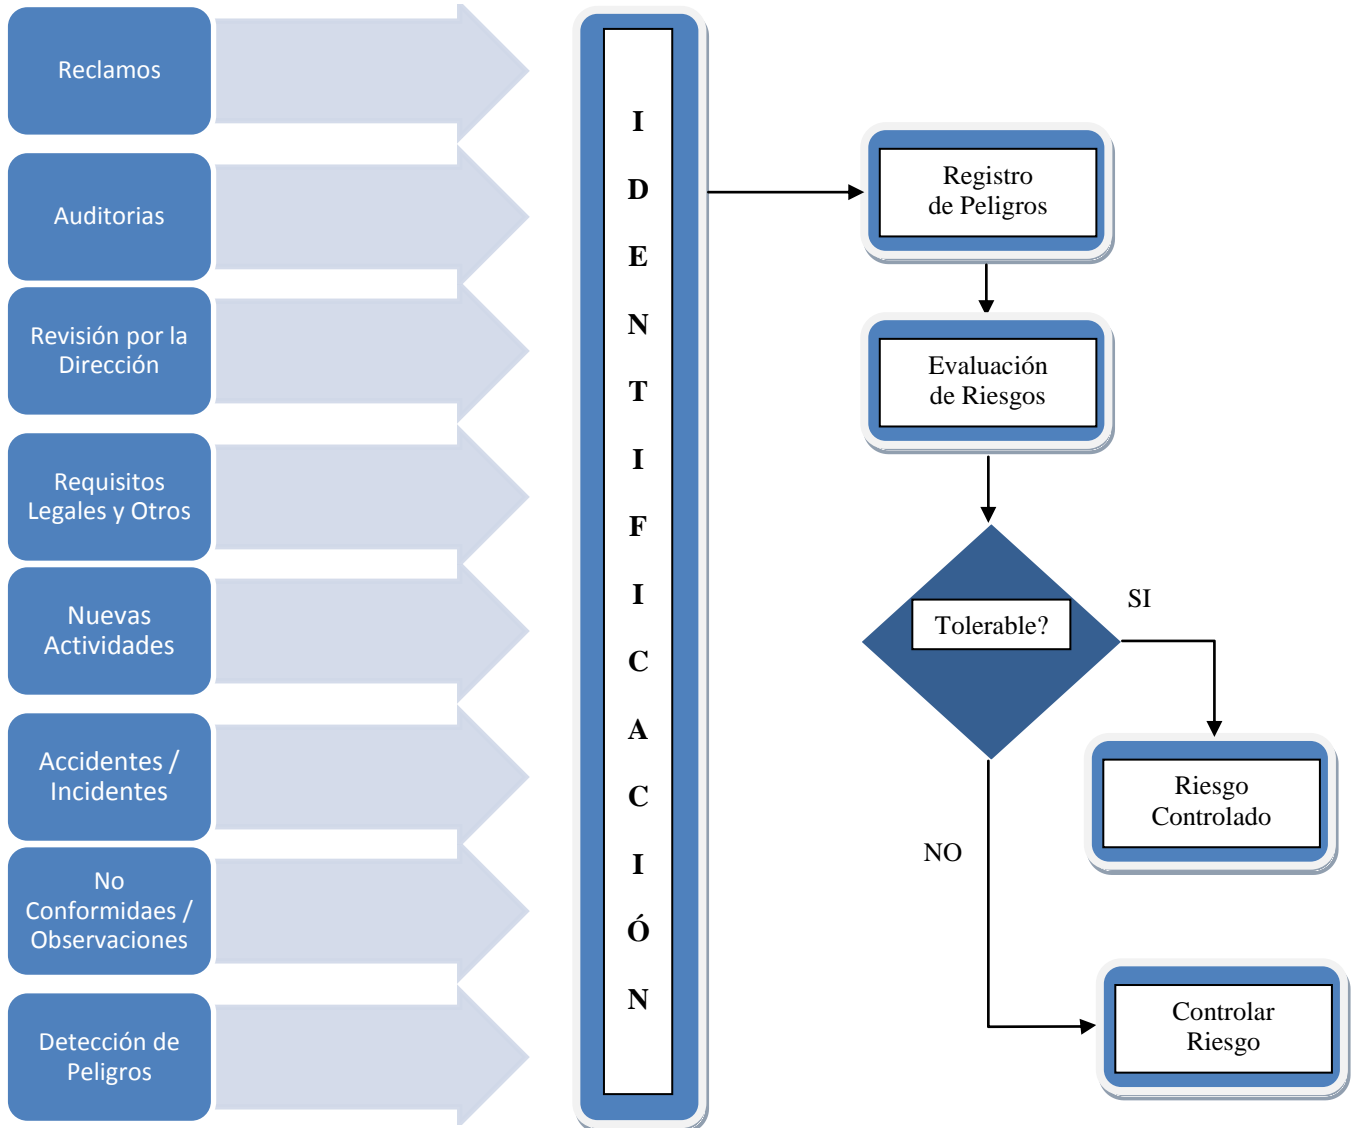 Reclamos
Auditorias
Revisión por la
Dirección
Requisitos
Legales y Otros
Nuevas
Actividades
Accidentes /
Incidentes
No
Conformidaes /
Observaciones
Detección de
Peligros
I
D
E
N
T
I
F
I
C
A
C
I
Ó
N
Registro
de Peligros
Evaluación
de Riesgos
Tolerable?
SI
Riesgo
Controlado
NO
Controlar
Riesgo